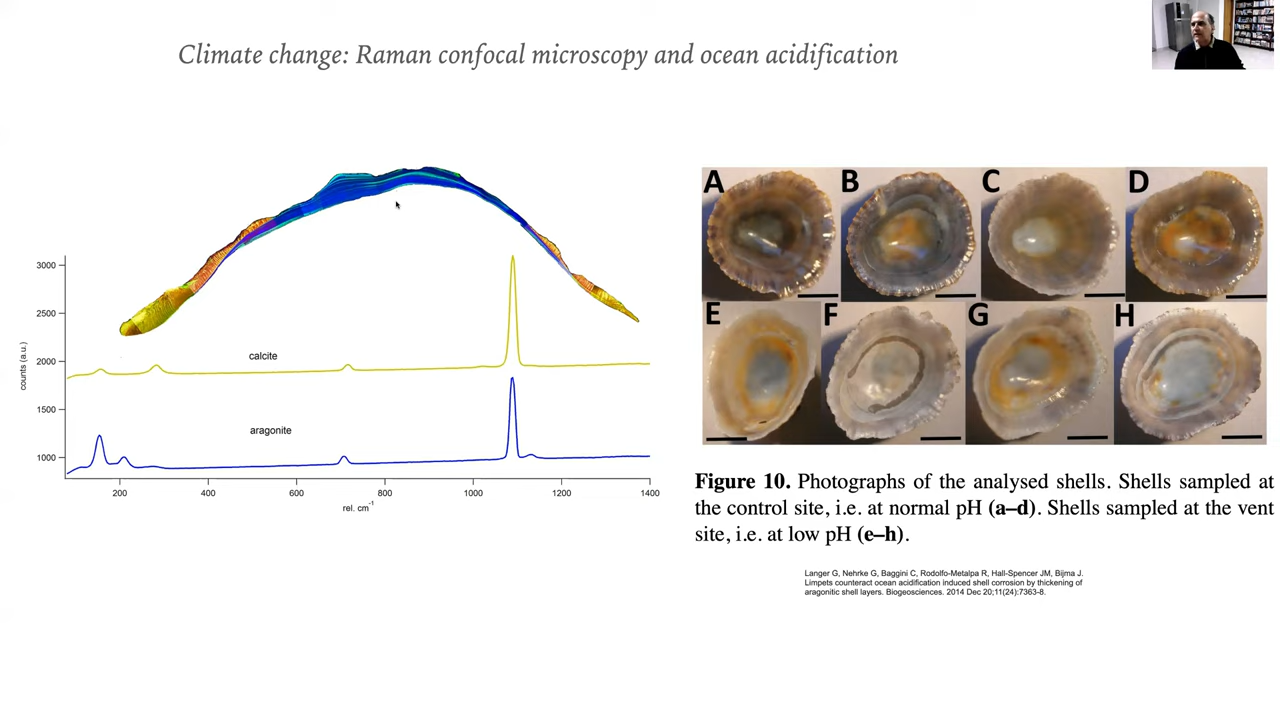 Climate change: Raman confocal microscopy and ocean acidification
3000
2500
2000
1500
1000
counts (a.u.)
calcite
aragonite
200
400
600
800
1000
1200
1400
rel. cm⁻¹
A
B
C
D
E
F
G
H
Figure 10. Photographs of the analysed shells. Shells sampled at
the control site, i.e. at normal pH (a–d). Shells sampled at the vent
site, i.e. at low pH (e–h).
Langer G, Nehrke G, Baggini C, Rodolfo-Metalpa R, Hall-Spencer JM, Bijma J.
Limpets counteract ocean acidification induced shell corrosion by thickening of
aragonitic shell layers. Biogeosciences. 2014 Dec 20;11(24):7363-8.